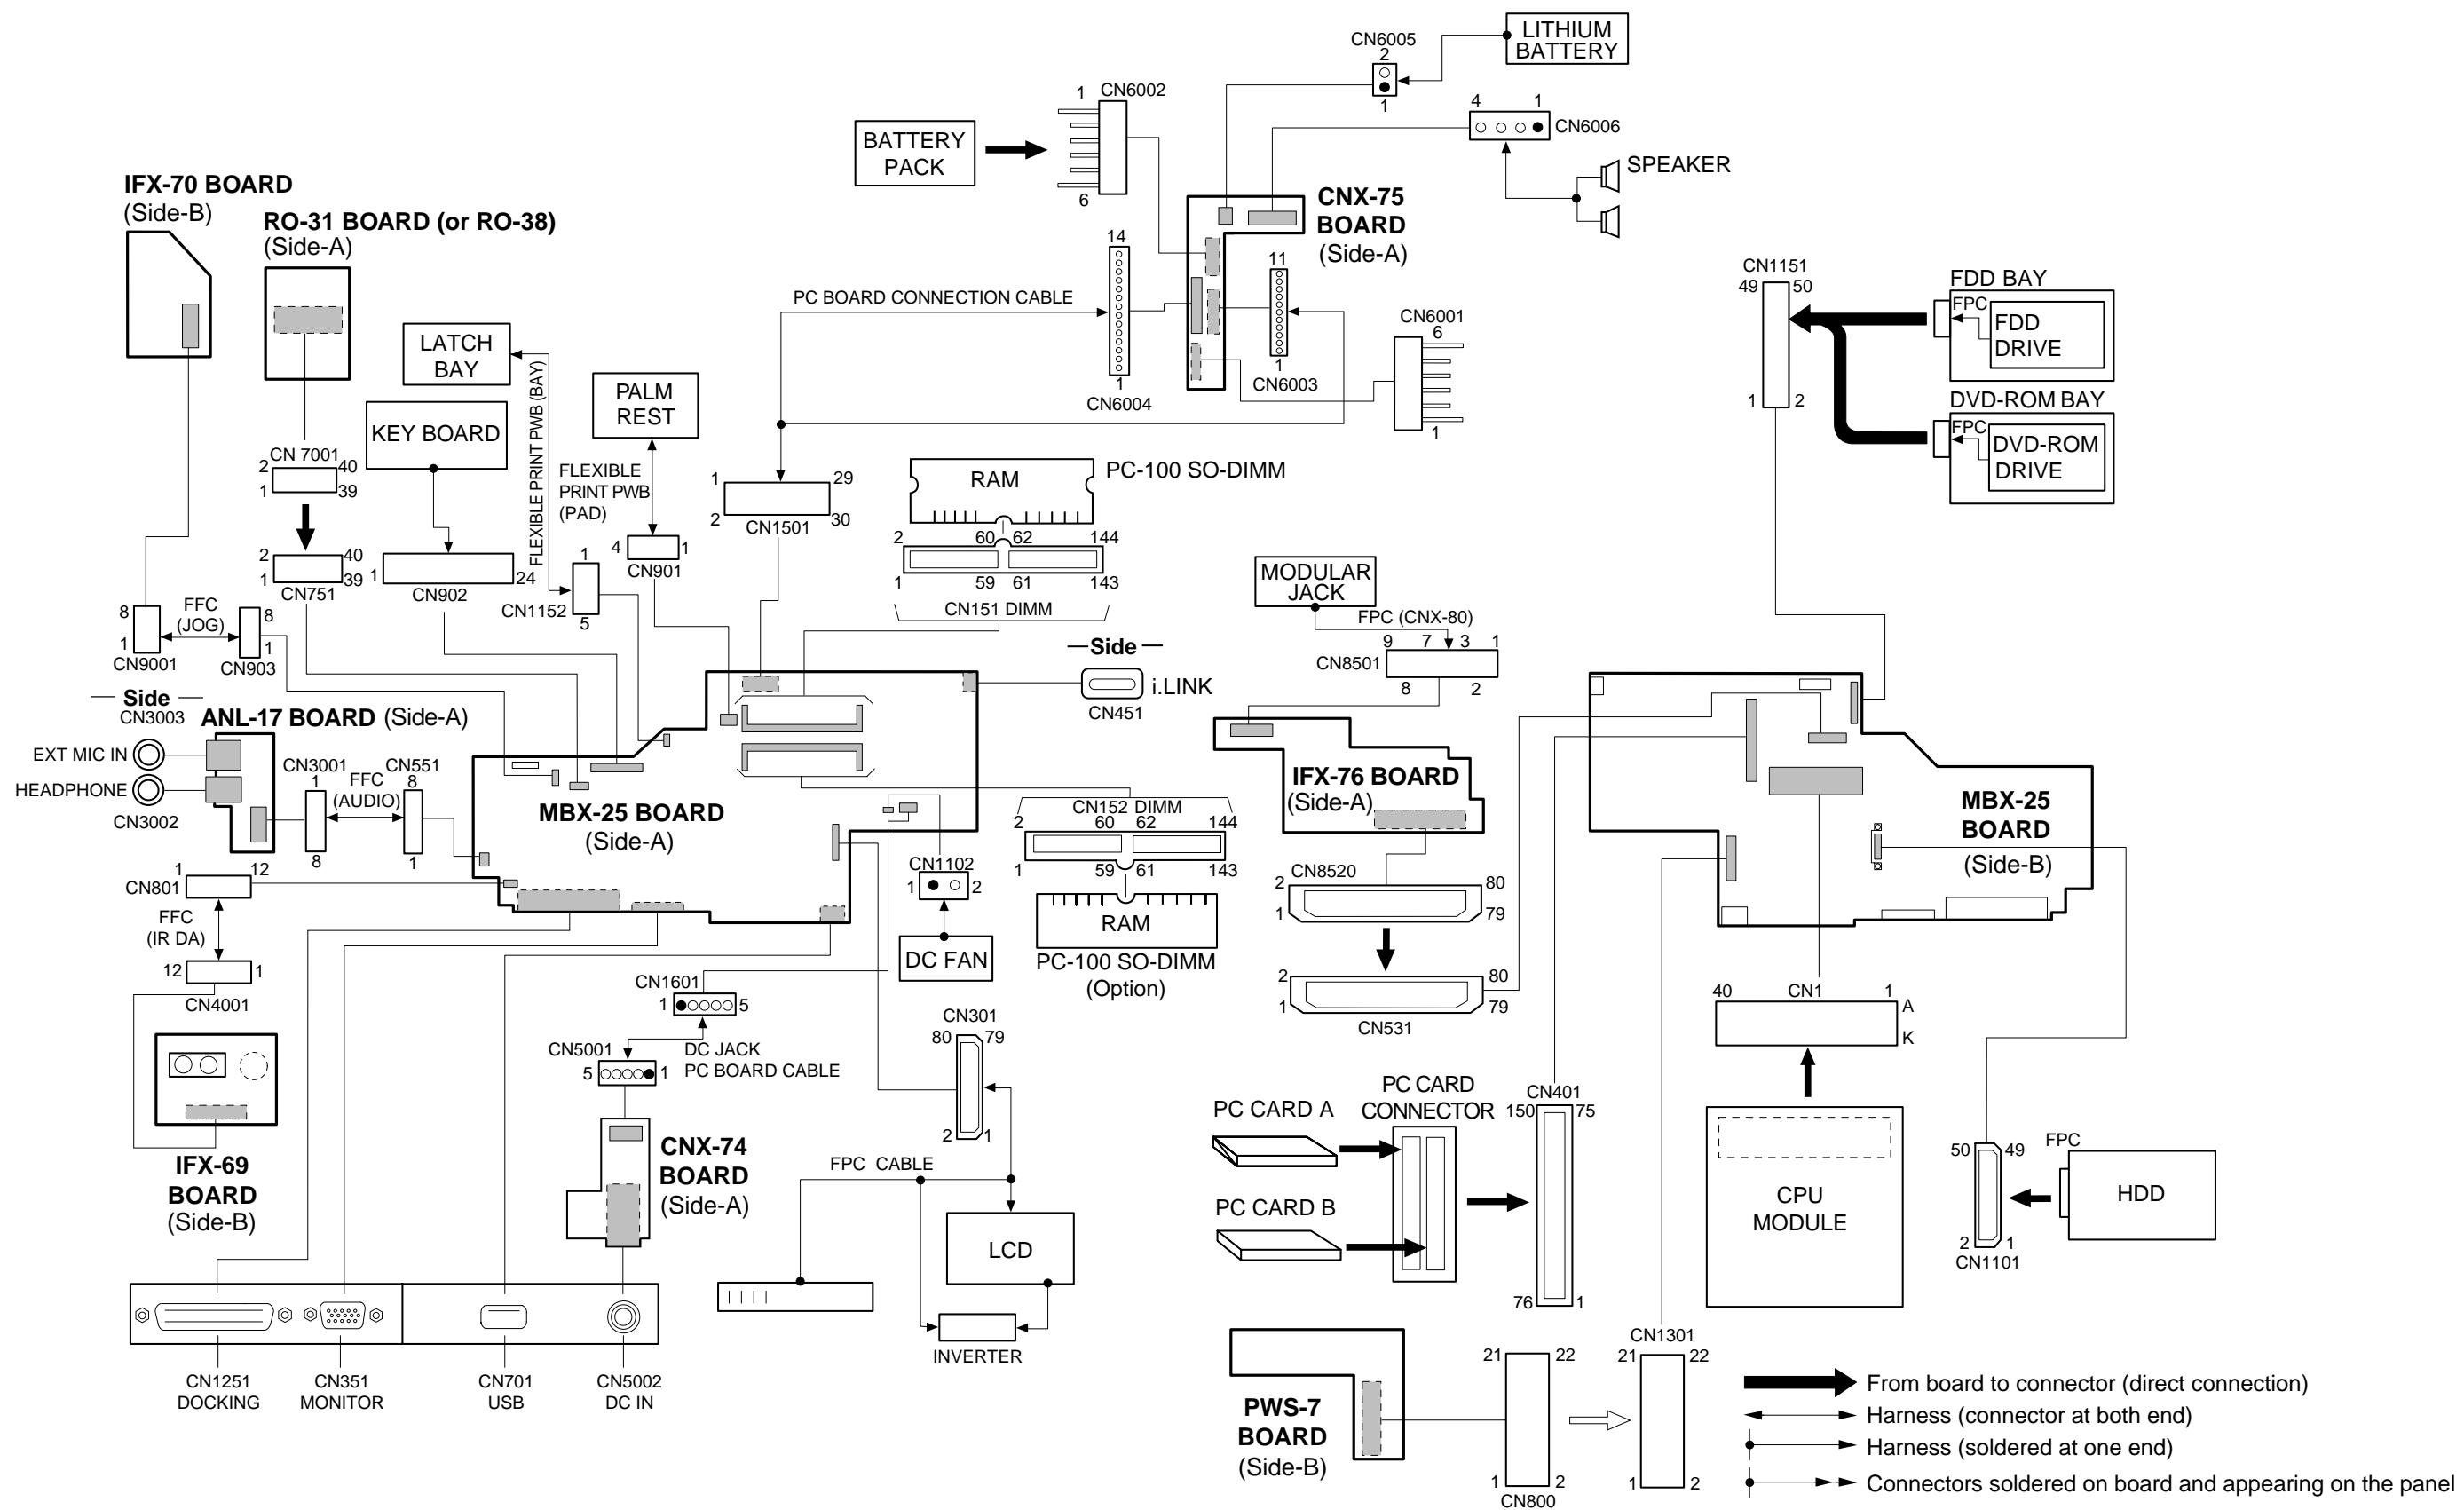 LITHIUM
BATTERY
CN6005
2
1
CN6002
1
6
BATTERY
PACK
4 1
CN6006
SPEAKER
IFX-70 BOARD
(Side-B)
RO-31 BOARD (or RO-38)
(Side-A)
CNX-75
BOARD
(Side-A)
14
PC BOARD CONNECTION CABLE
1
CN6004
11
1
CN6003
CN6001
6
1
CN1151
49 50
1 2
FDD BAY
FPC
FDD
DRIVE
DVD-ROM BAY
FPC
DVD-ROM
DRIVE
LATCH
BAY
FLEXIBLE PRINT PWB (BAY)
PALM
REST
KEY BOARD
CN 7001
2 40
1 39
FLEXIBLE
PRINT PWB
(PAD)
1 29
2 30
CN1501
RAM
PC-100 SO-DIMM
2 60 62 144
1 59 61 143
CN151 DIMM
2 40
1 39
CN751
1 24
CN902
1
CN1152
5
4 1
CN901
8
1
CN9001
FFC
(JOG)
8
1
CN903
MODULAR
JACK
FPC (CNX-80)
9 7 3 1
CN8501
8 2
Side
i.LINK
CN451
Side
CN3003
ANL-17 BOARD (Side-A)
EXT MIC IN
HEADPHONE
CN3002
CN3001
1
8
FFC
(AUDIO)
CN551
8
1
MBX-25 BOARD
(Side-A)
IFX-76 BOARD
(Side-A)
MBX-25
BOARD
(Side-B)
CN152 DIMM
2 60 62 144
1 59 61 143
RAM
PC-100 SO-DIMM
(Option)
CN1102
1 2
DC FAN
1 12
CN801
FFC
(IR DA)
12 1
CN4001
CN8520
2 80
1 79
2 80
1 79
CN531
CN1601
1 5
CN5001
5 1
DC JACK
PC BOARD CABLE
CN301
80 79
2 1
40 CN1 1
A
K
CPU
MODULE
IFX-69
BOARD
(Side-B)
CNX-74
BOARD
(Side-A)
FPC CABLE
LCD
INVERTER
PC CARD A
PC CARD B
PC CARD
CONNECTOR
CN401
150 75
76 1
50 49
2 1
CN1101
FPC
HDD
CN1251
DOCKING
CN351
MONITOR
CN701
USB
CN5002
DC IN
PWS-7
BOARD
(Side-B)
21 22
1 2
CN800
CN1301
21 22
1 2
From board to connector (direct connection)
Harness (connector at both end)
Harness (soldered at one end)
Connectors soldered on board and appearing on the panel